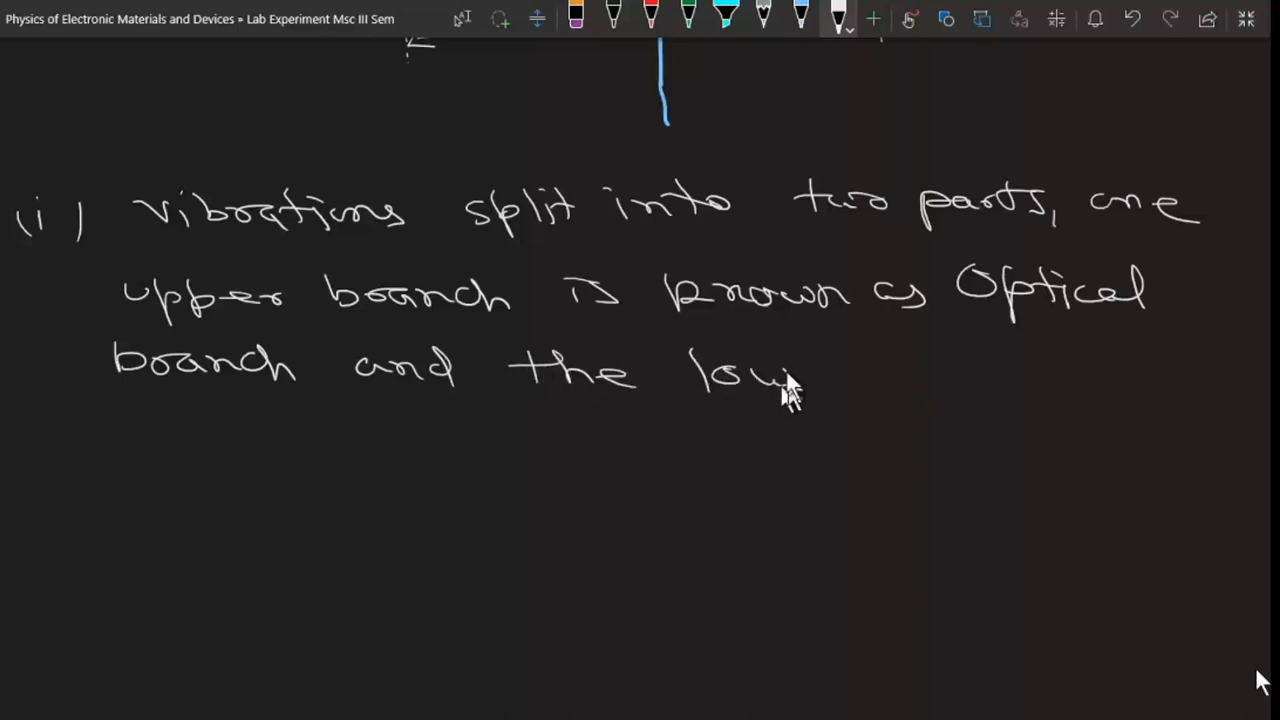 Physics of Electronic Materials and Devices » Lab Experiment Msc III Sem
(i) vibrations split into two parts, one
upper branch is known as Optical
branch and the low